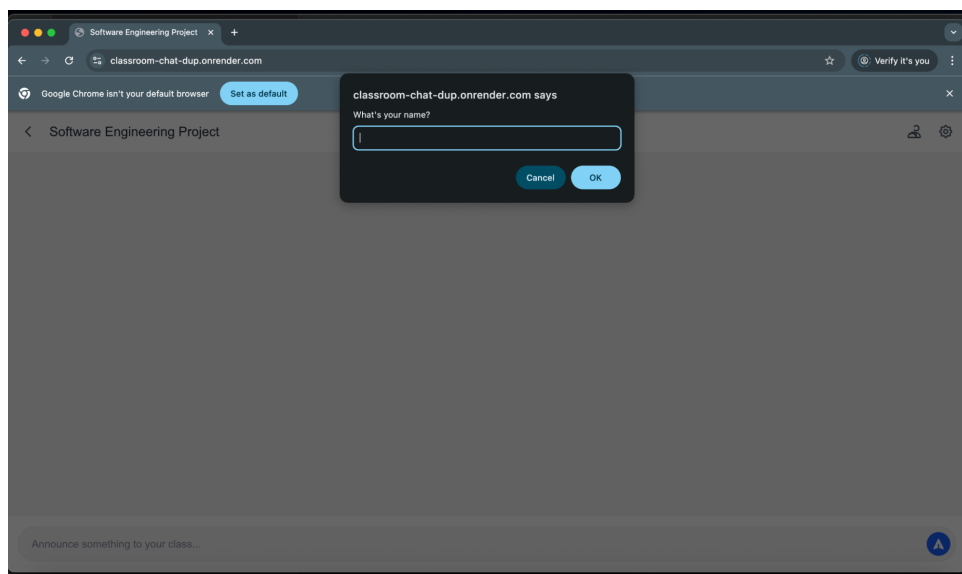 Software Engineering Project
classroom-chat-dup.onrender.com
Verify it's you
Google Chrome isn't your default browser
Set as default
classroom-chat-dup.onrender.com says
What's your name?
Cancel
OK
Software Engineering Project
Announce something to your class...